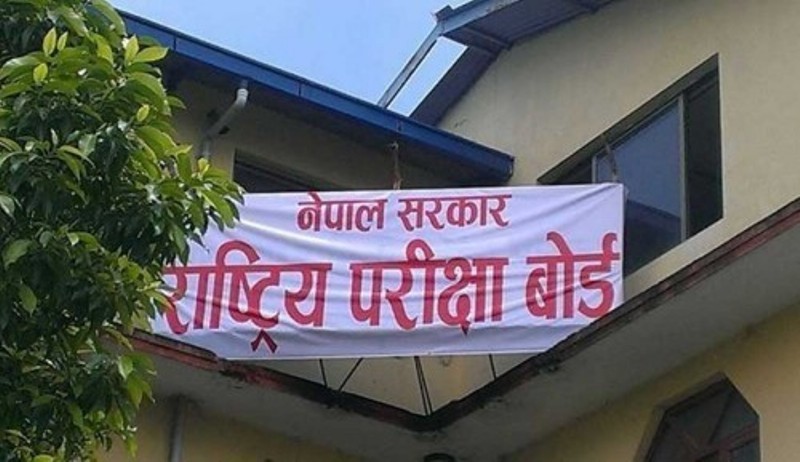 नेपाल सरकार
राष्ट्रिय परीक्षा बोर्ड